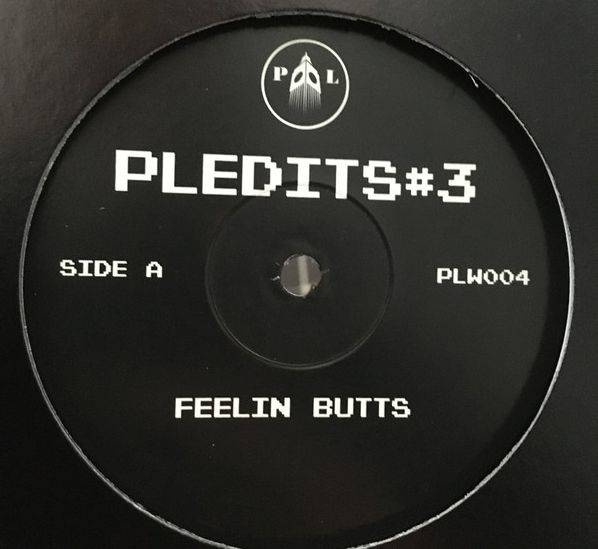 P L
PLEDITS#3
SIDE A
PLW004
FEELIN BUTTS